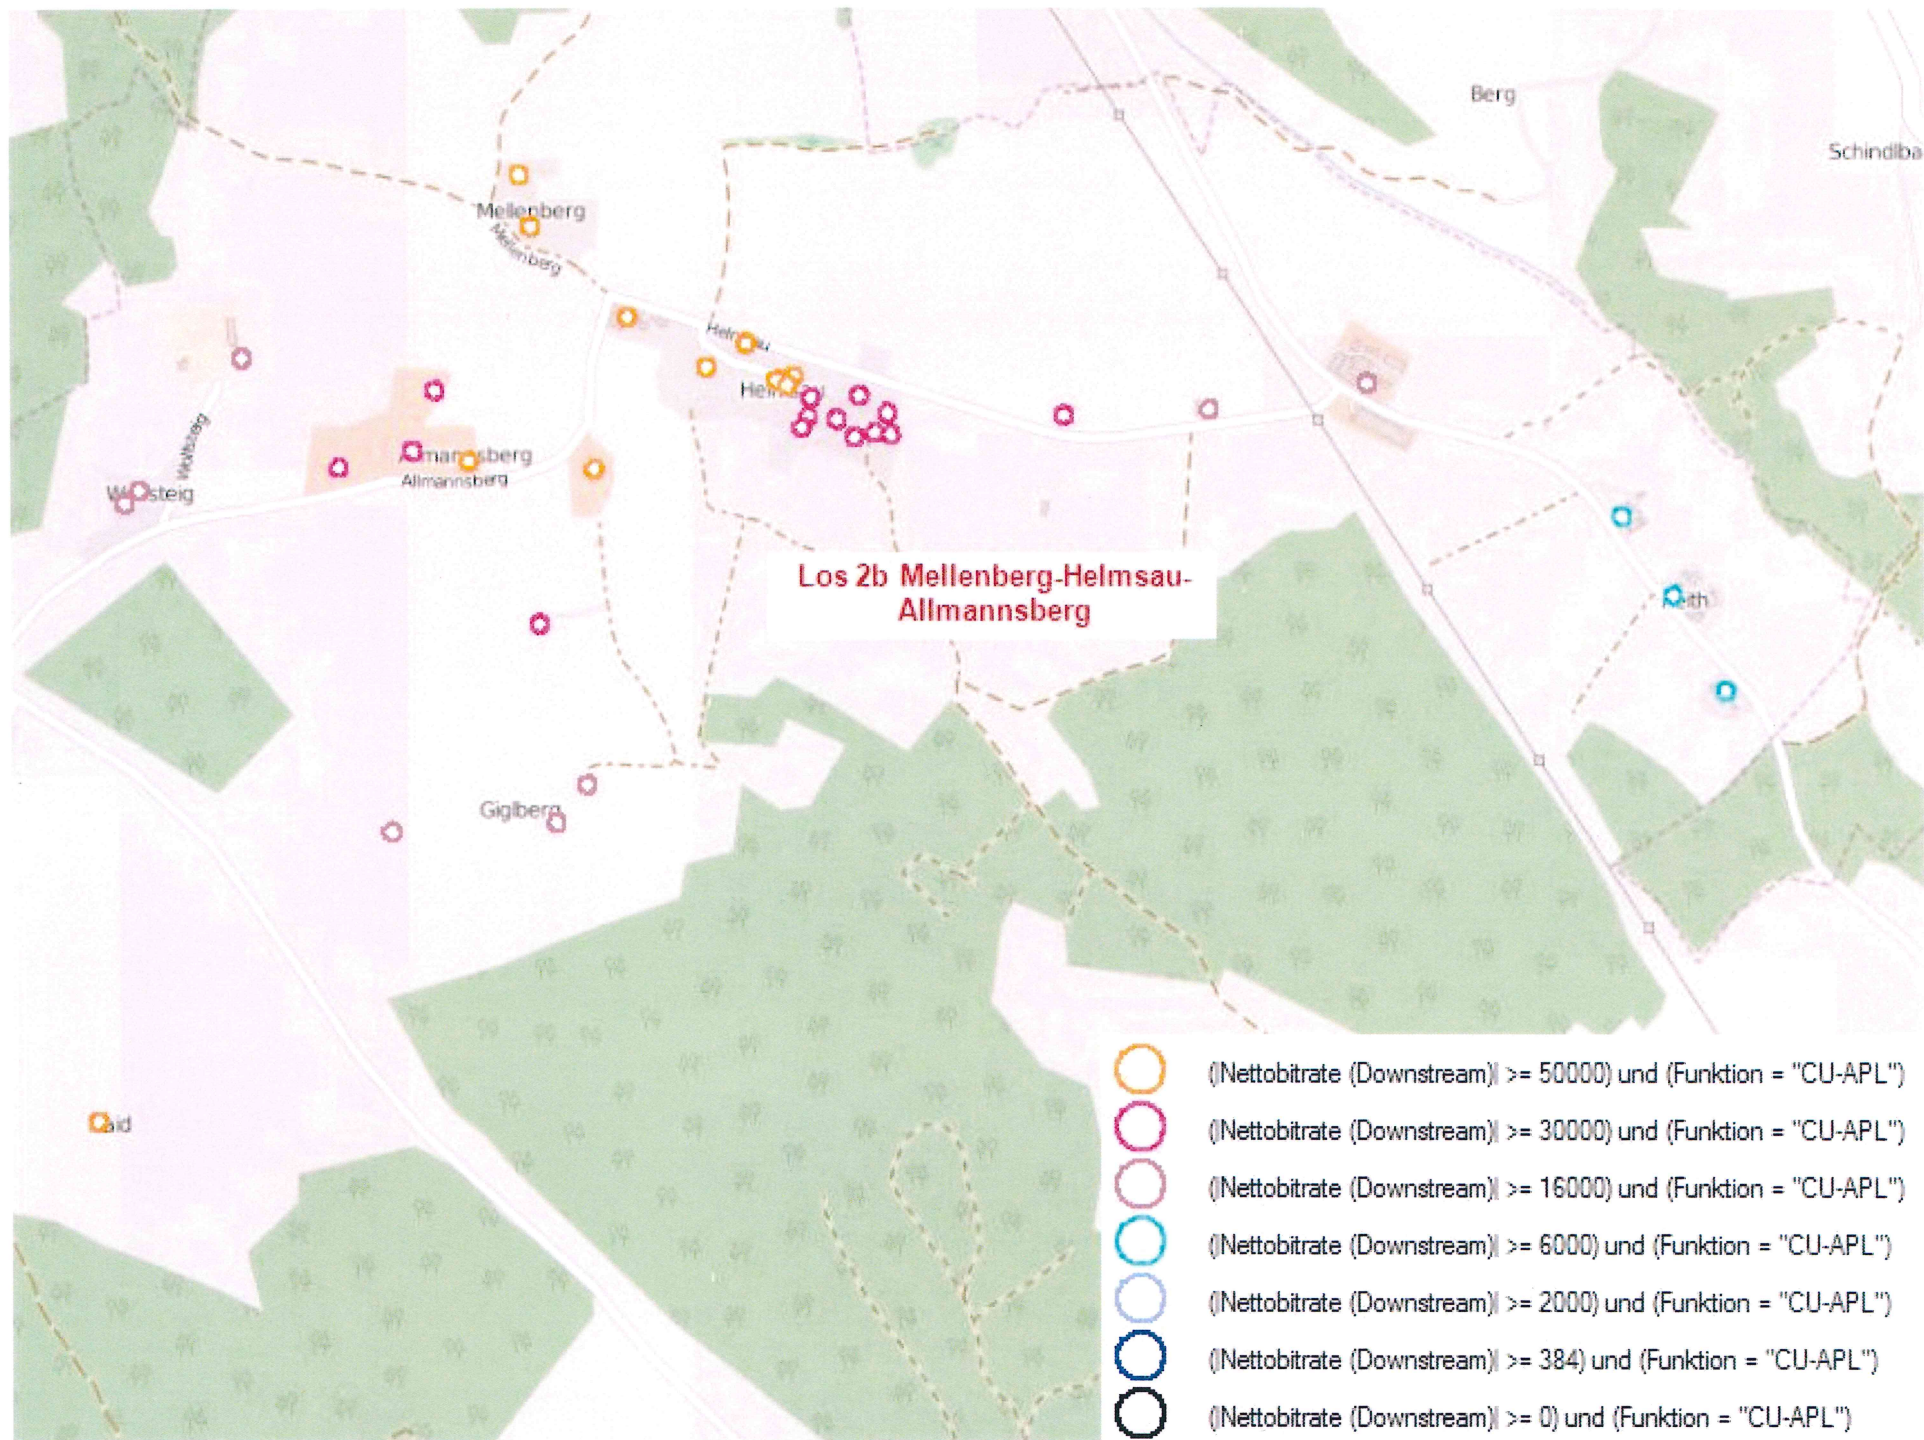 Berg
Schindlba
Mellenberg
Mellenberg
Wolfsteig
Allmannsberg
Los 2b Mellenberg-Helmsau-
Allmannsberg
Giglberg
(|Nettobitrate (Downstream)| >= 50000) und (Funktion = "CU-APL")
(|Nettobitrate (Downstream)| >= 30000) und (Funktion = "CU-APL")
(|Nettobitrate (Downstream)| >= 16000) und (Funktion = "CU-APL")
(|Nettobitrate (Downstream)| >= 6000) und (Funktion = "CU-APL")
(|Nettobitrate (Downstream)| >= 2000) und (Funktion = "CU-APL")
(|Nettobitrate (Downstream)| >= 384) und (Funktion = "CU-APL")
(|Nettobitrate (Downstream)| >= 0) und (Funktion = "CU-APL")